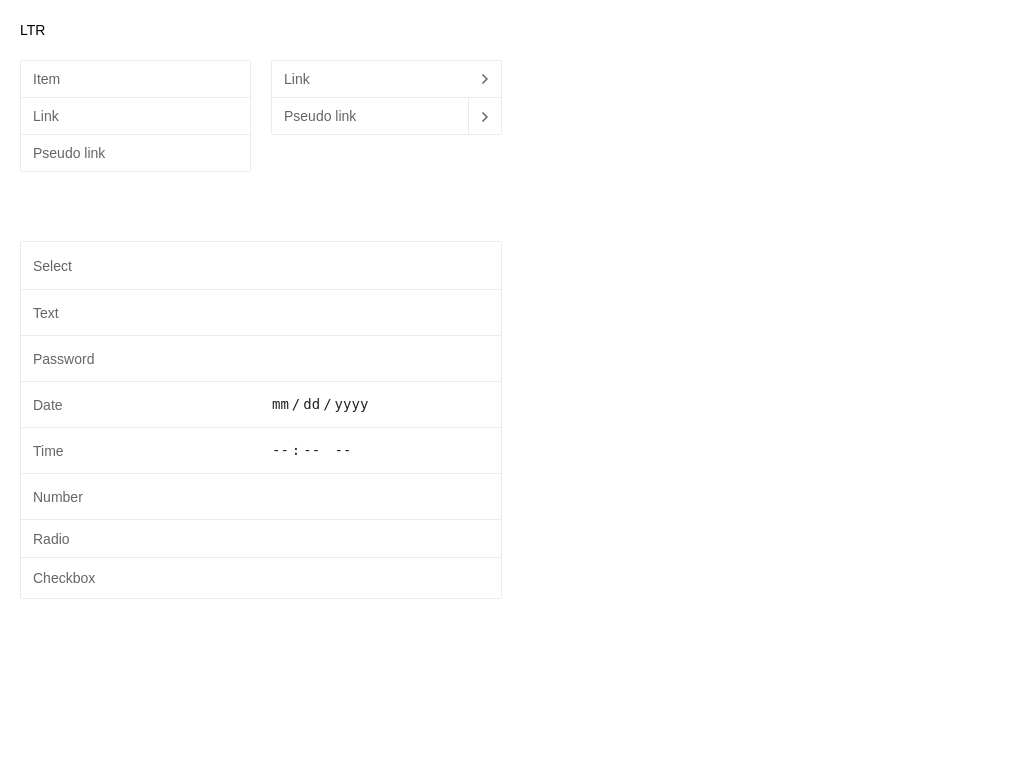 LTR
Item
Link
Pseudo link
Link
Pseudo link
Select
Text
Password
Date mm/dd/yyyy
Time --:-- --
Number
Radio
Checkbox